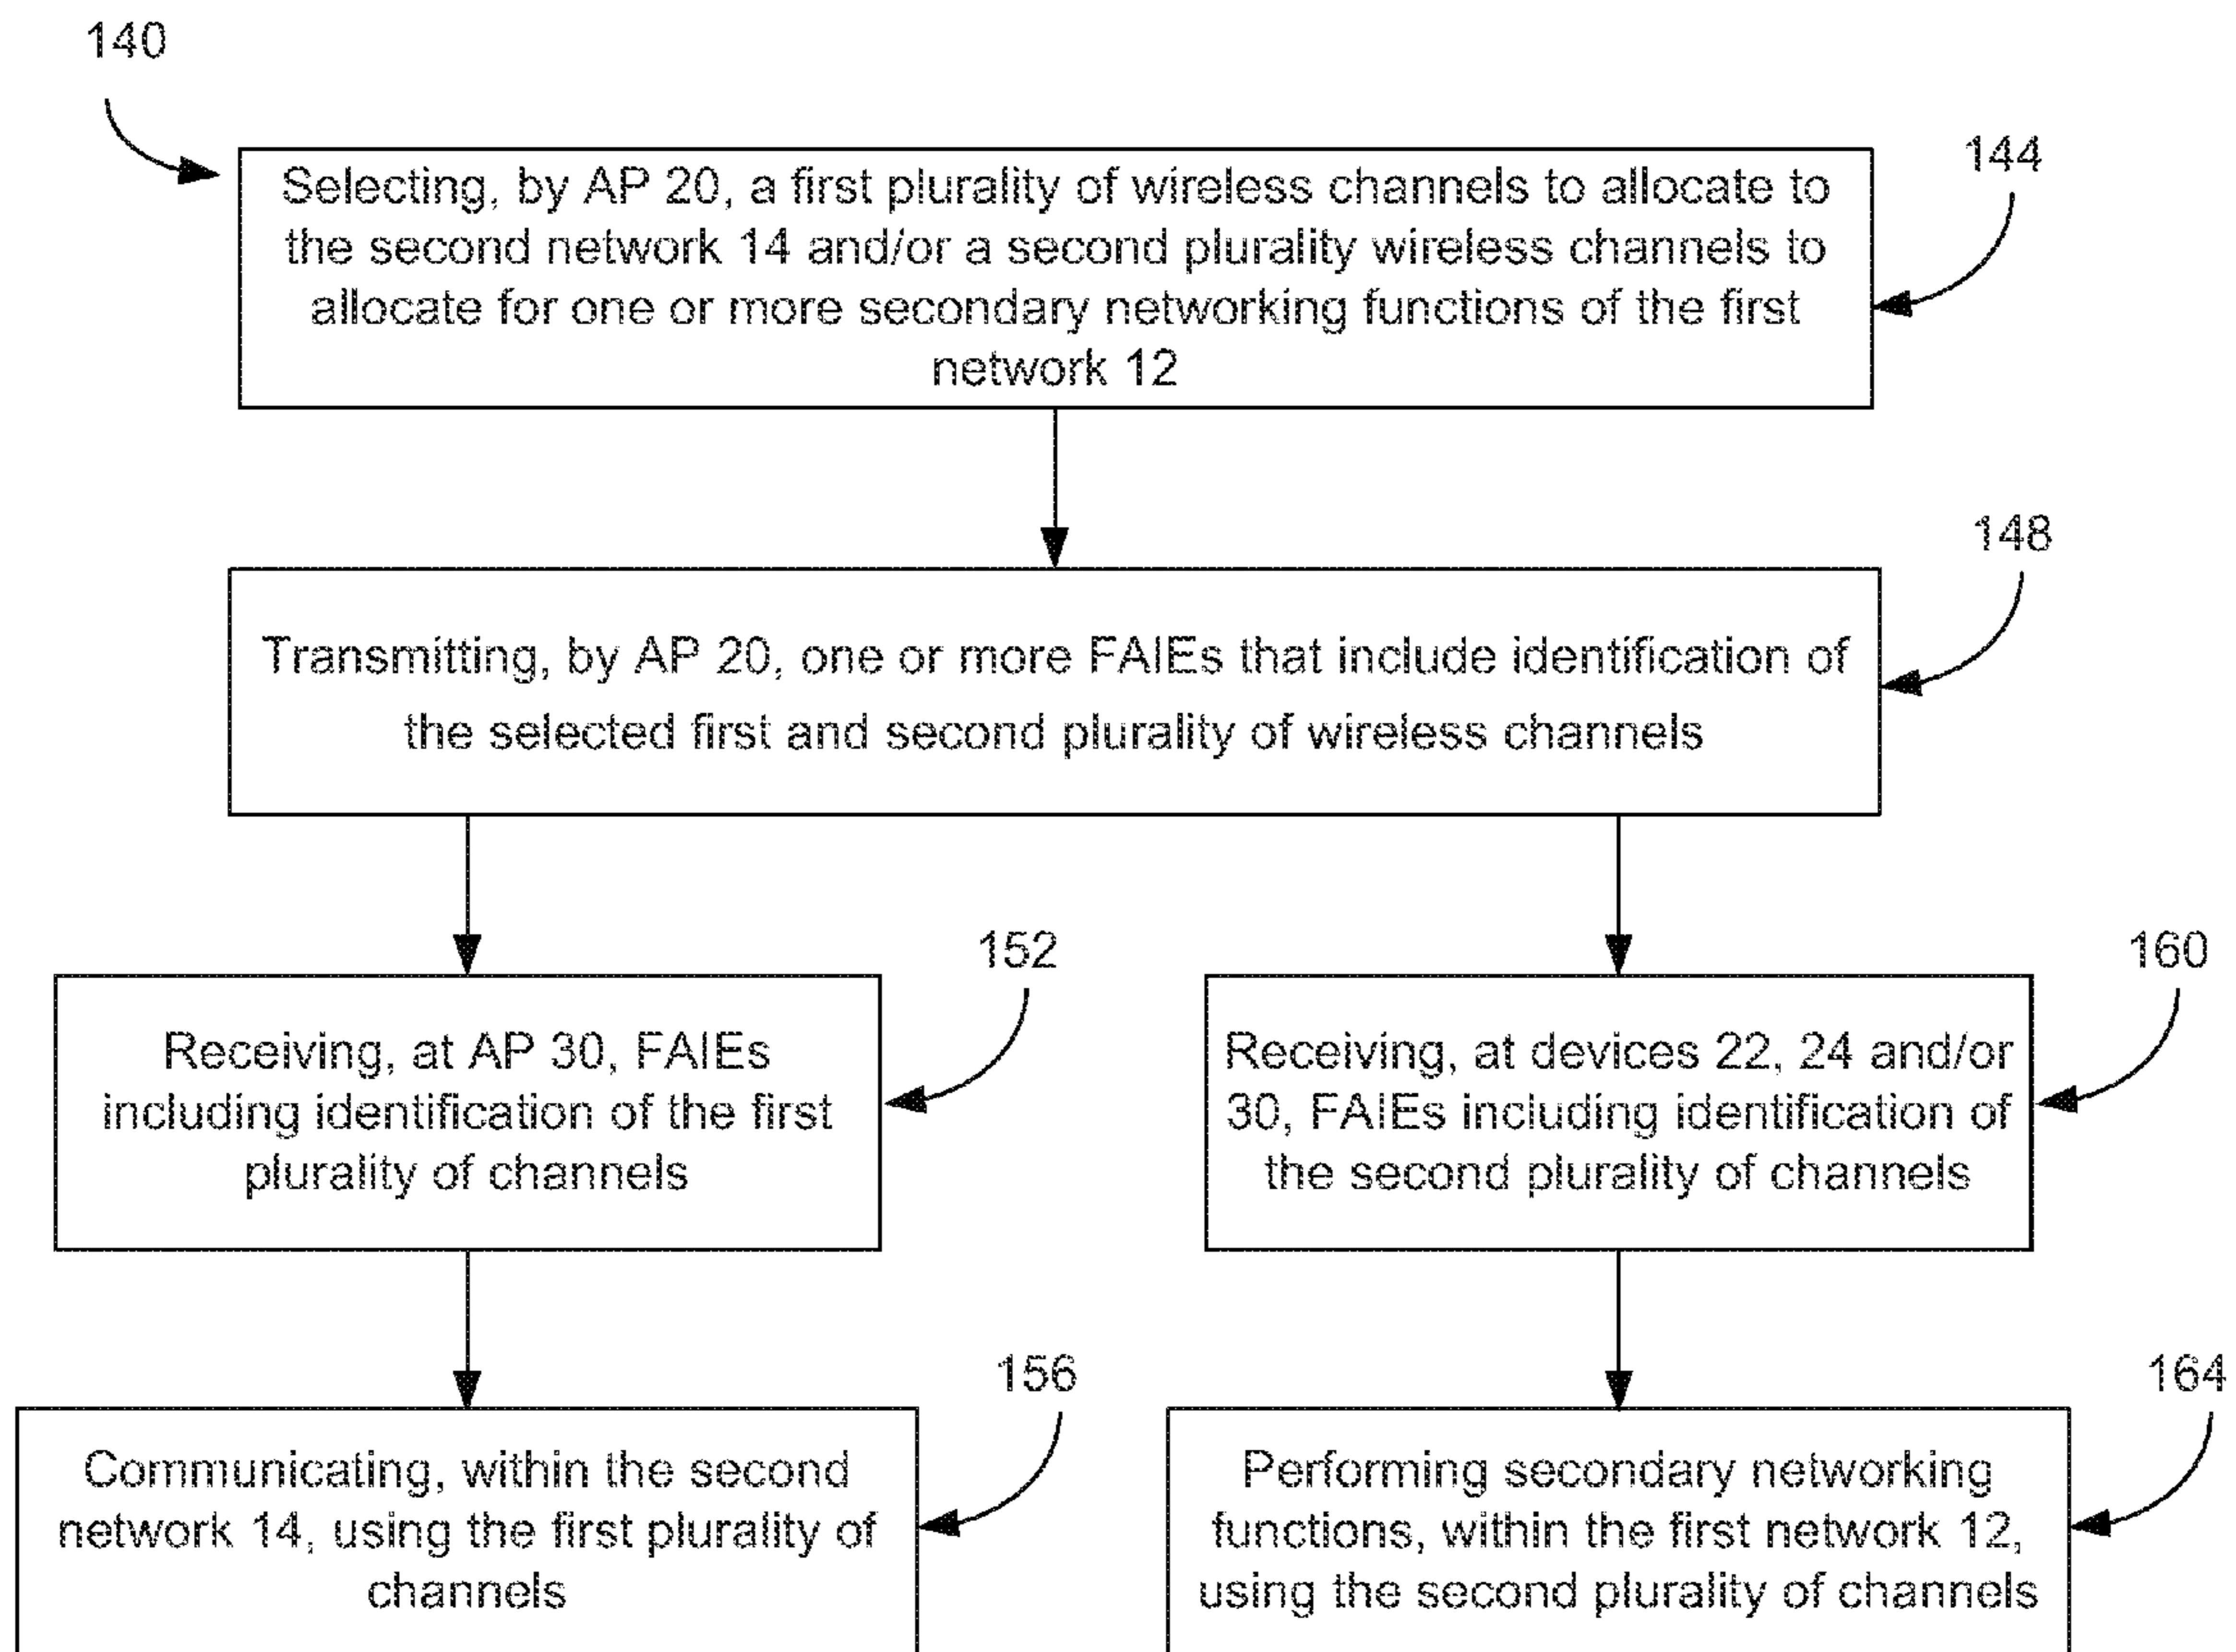 140
144
Selecting, by AP 20, a first plurality of wireless channels to allocate to
the second network 14 and/or a second plurality wireless channels to
allocate for one or more secondary networking functions of the first
network 12
148
Transmitting, by AP 20, one or more FAIEs that include identification of
the selected first and second plurality of wireless channels
152
Receiving, at AP 30, FAIEs
including identification of the first
plurality of channels
160
Receiving, at devices 22, 24 and/or
30, FAIEs including identification of
the second plurality of channels
156
Communicating, within the second
network 14, using the first plurality of
channels
164
Performing secondary networking
functions, within the first network 12,
using the second plurality of channels